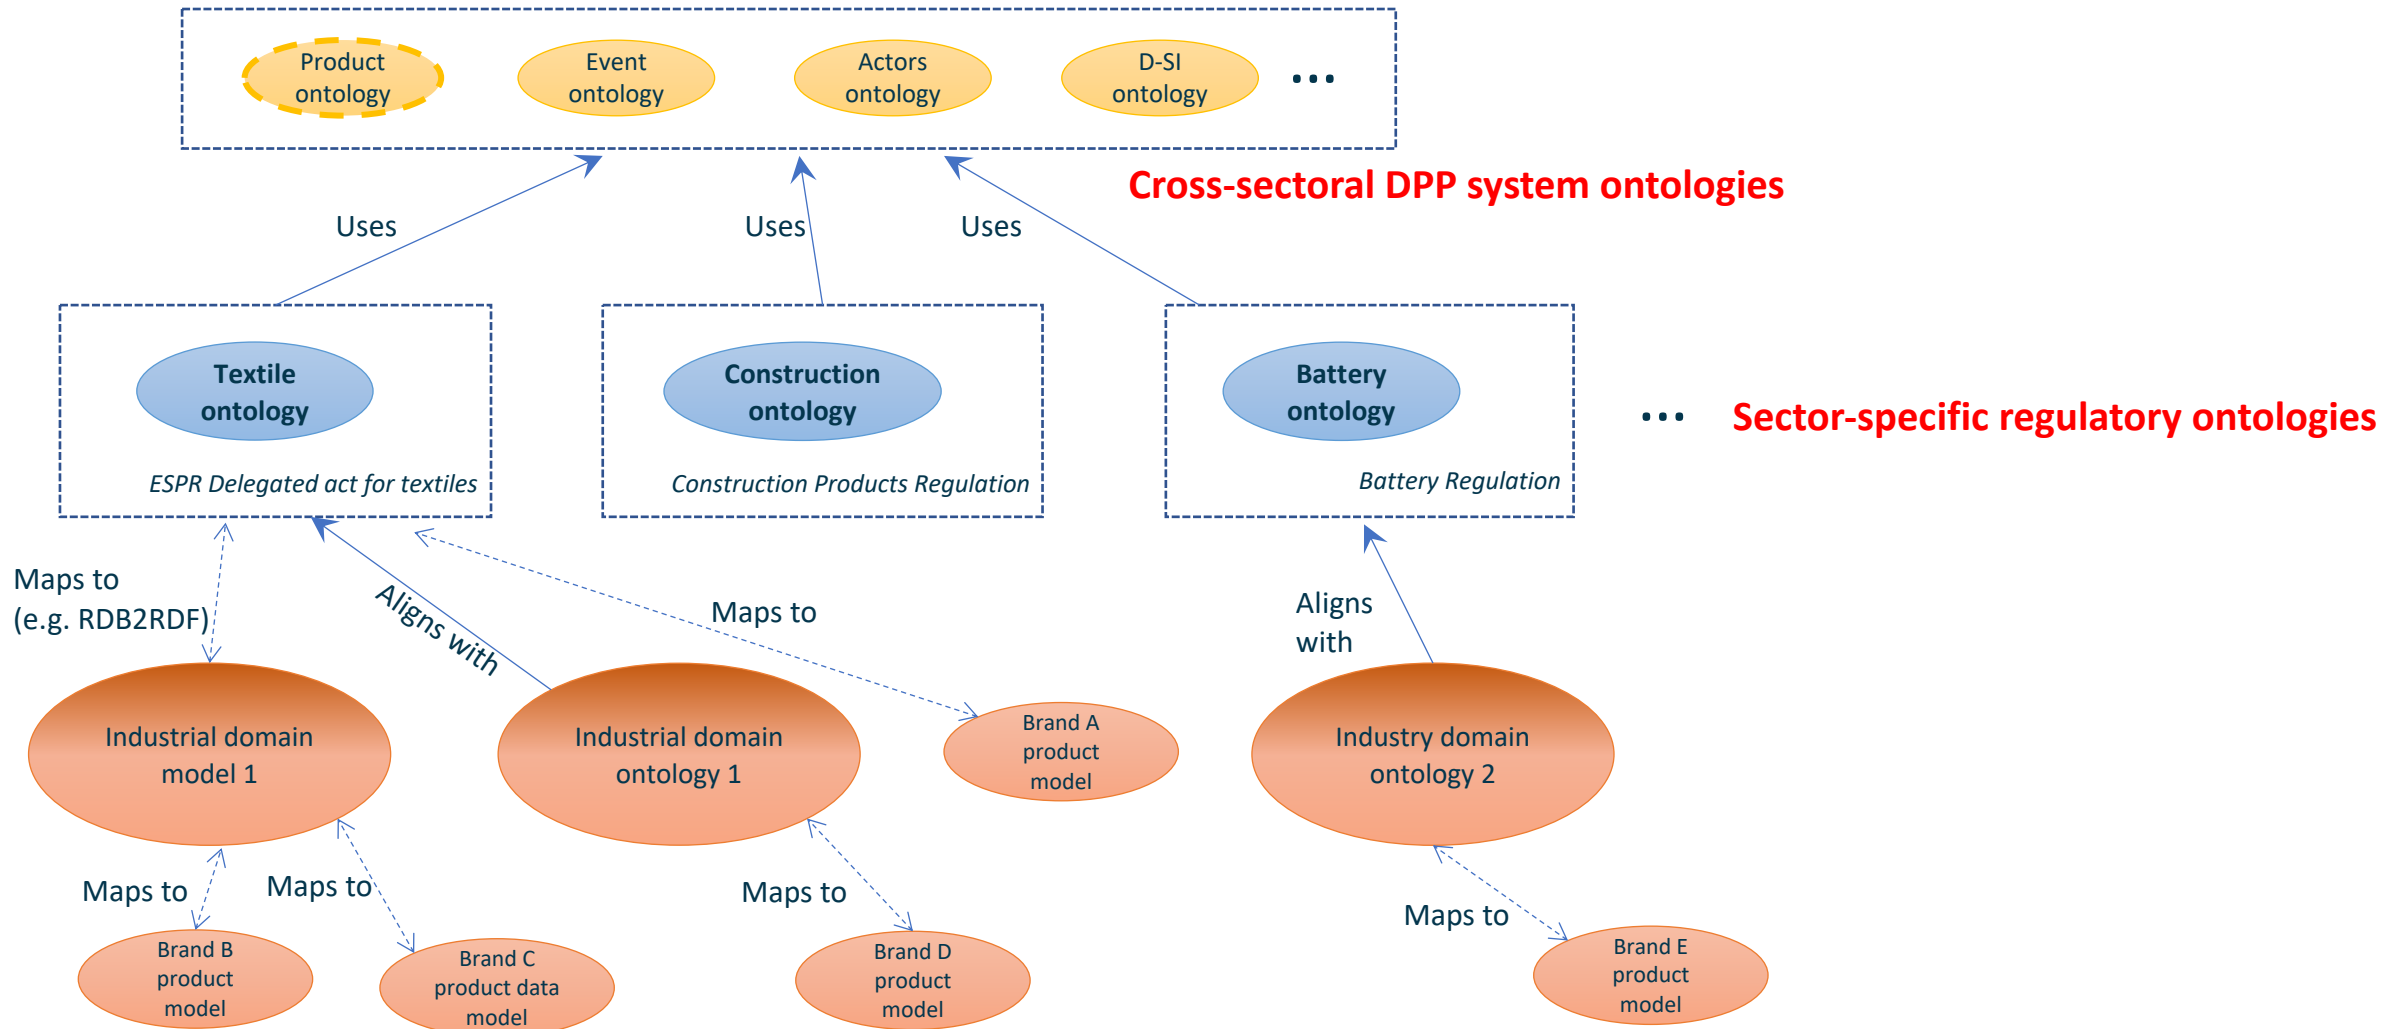 Product
ontology
Event
ontology
Actors
ontology
D-SI
ontology
...
Cross-sectoral DPP system ontologies
Uses
Uses
Uses
Textile
ontology
ESPR Delegated act for textiles
Construction
ontology
Construction Products Regulation
Battery
ontology
Battery Regulation
...
Sector-specific regulatory ontologies
Maps to
(e.g. RDB2RDF)
Aligns with
Maps to
Aligns
with
Industrial domain
model 1
Industrial domain
ontology 1
Brand A
product
model
Industry domain
ontology 2
Maps to
Maps to
Maps to
Maps to
Brand B
product
model
Brand C
product data
model
Brand D
product
model
Brand E
product
model